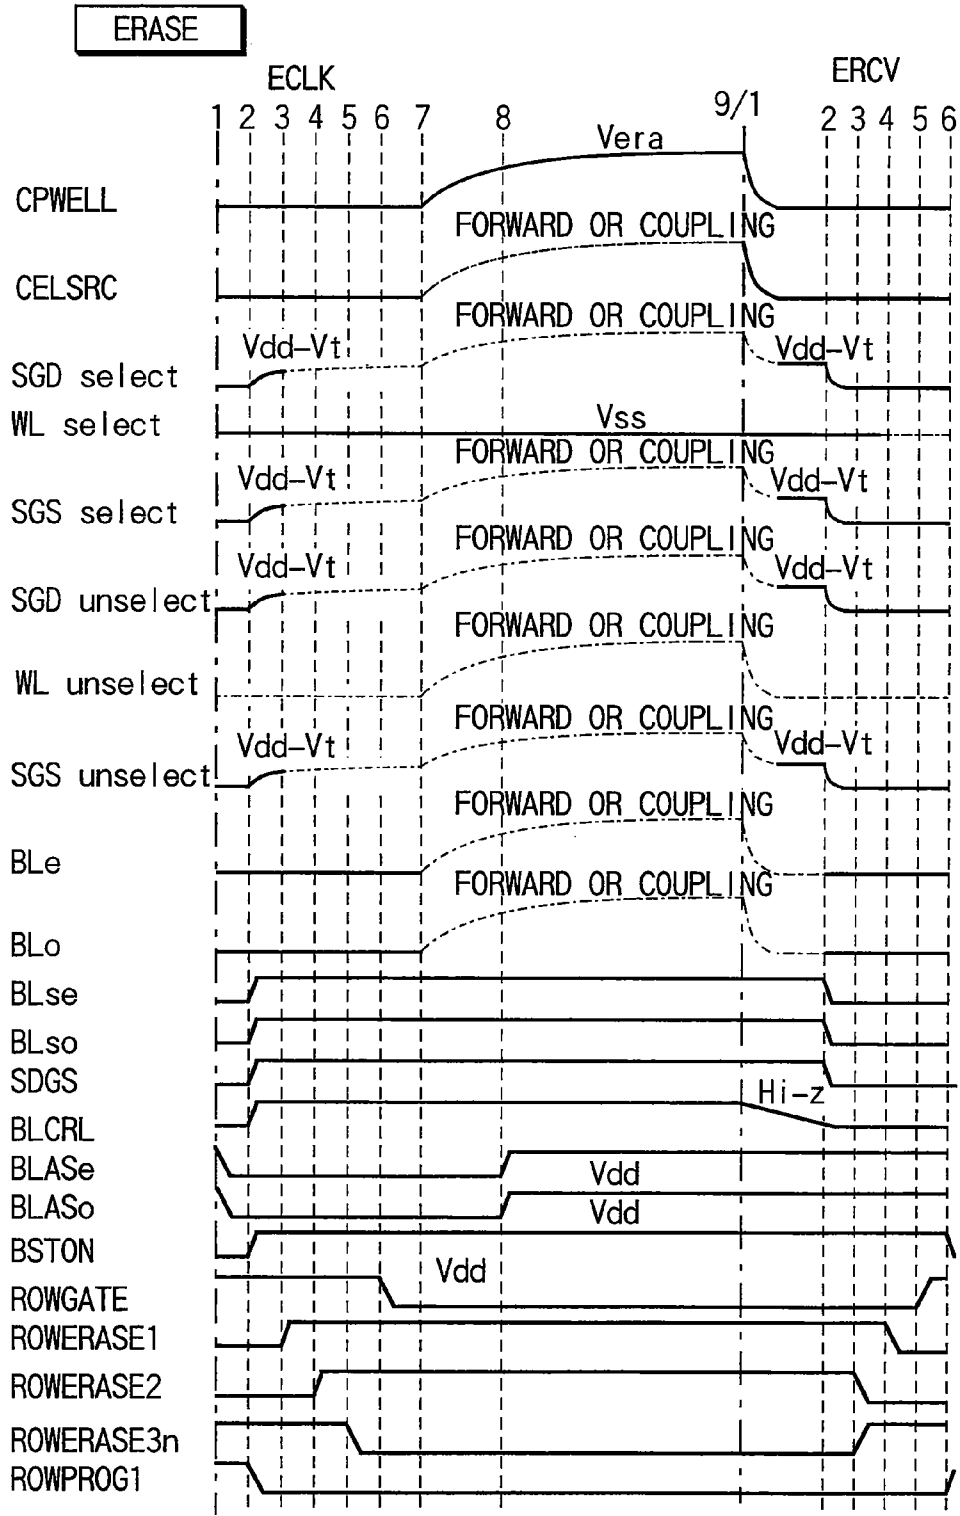 ERASE
ECLK
ERCV
1 2 3 4 5 6 7 8 9/1 2 3 4 5 6
Vera
CPWELL
FORWARD OR COUPLING
CELSRC
FORWARD OR COUPLING
Vdd-Vt
Vdd-Vt
SGD select
WL select
Vss
FORWARD OR COUPLING
Vdd-Vt
Vdd-Vt
SGS select
FORWARD OR COUPLING
Vdd-Vt
Vdd-Vt
SGD unselect
FORWARD OR COUPLING
WL unselect
FORWARD OR COUPLING
Vdd-Vt
Vdd-Vt
SGS unselect
FORWARD OR COUPLING
BLe
FORWARD OR COUPLING
BLo
BLse
BLso
SDGS
Hi-z
BLCRL
BLASe
Vdd
BLASo
Vdd
BSTON
Vdd
ROWGATE
ROWERASE1
ROWERASE2
ROWERASE3n
ROWPROG1